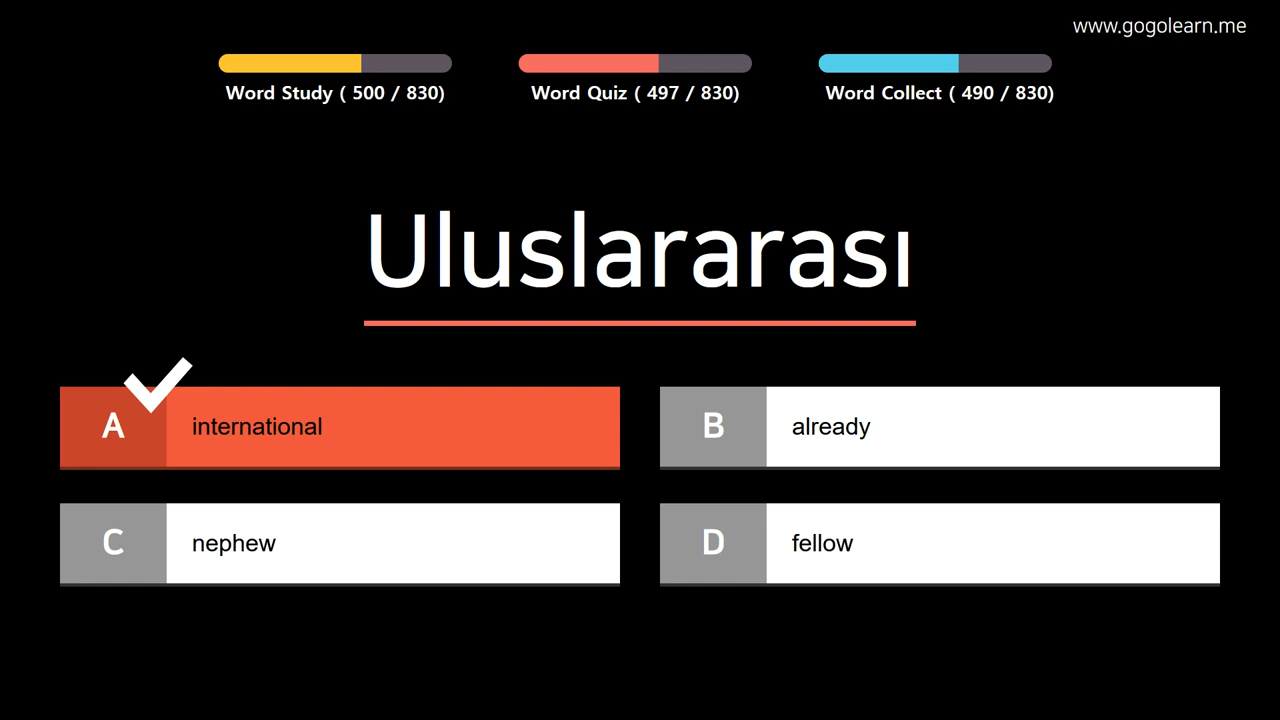 www.gogolearn.me
Word Study ( 500 / 830)
Word Quiz ( 497 / 830)
Word Collect ( 490 / 830)
Uluslararası
A international
B already
C nephew
D fellow